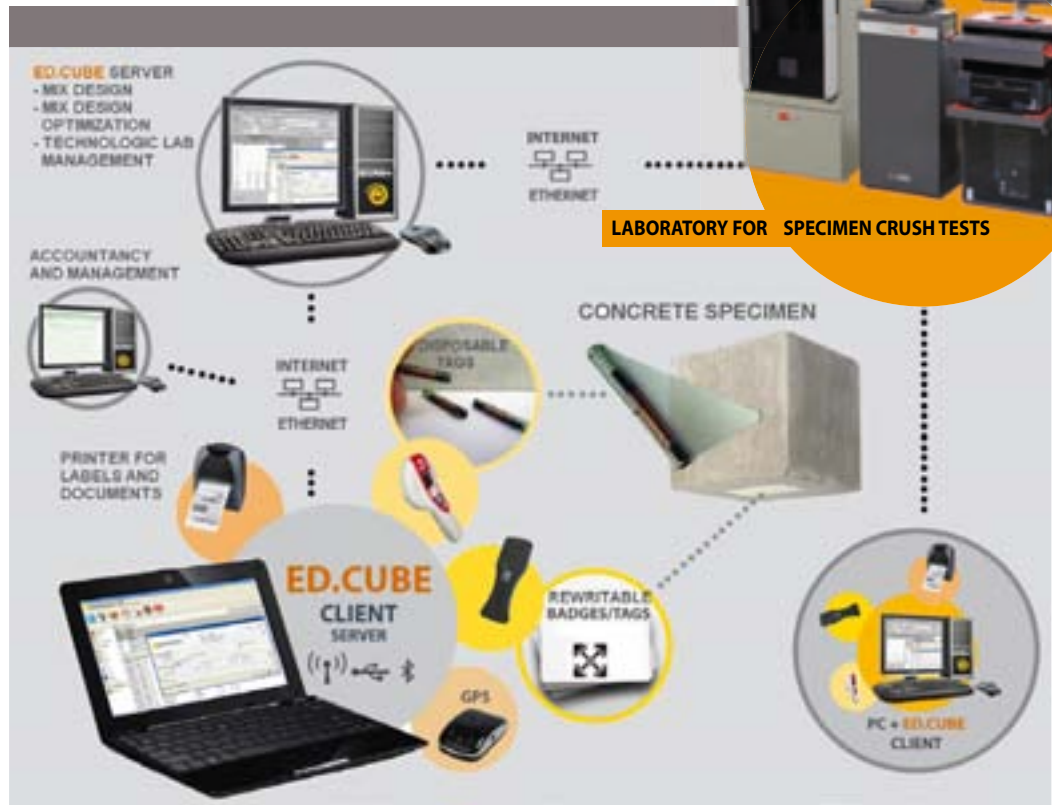 ED.CUBE SERVER
- MIX DESIGN
- MIX DESIGN
OPTIMIZATION
- TECHNOLOGIC LAB
MANAGEMENT
INTERNET
ETHERNET
LABORATORY FOR SPECIMEN CRUSH TESTS
ACCOUNTANCY
AND MANAGEMENT
CONCRETE SPECIMEN
DISPOSABLE
TAGS
INTERNET
ETHERNET
PRINTER FOR
LABELS AND
DOCUMENTS
ED.CUBE
CLIENT
SERVER
REWRITABLE
BADGES/TAGS
GPS
PC + ED.CUBE
CLIENT